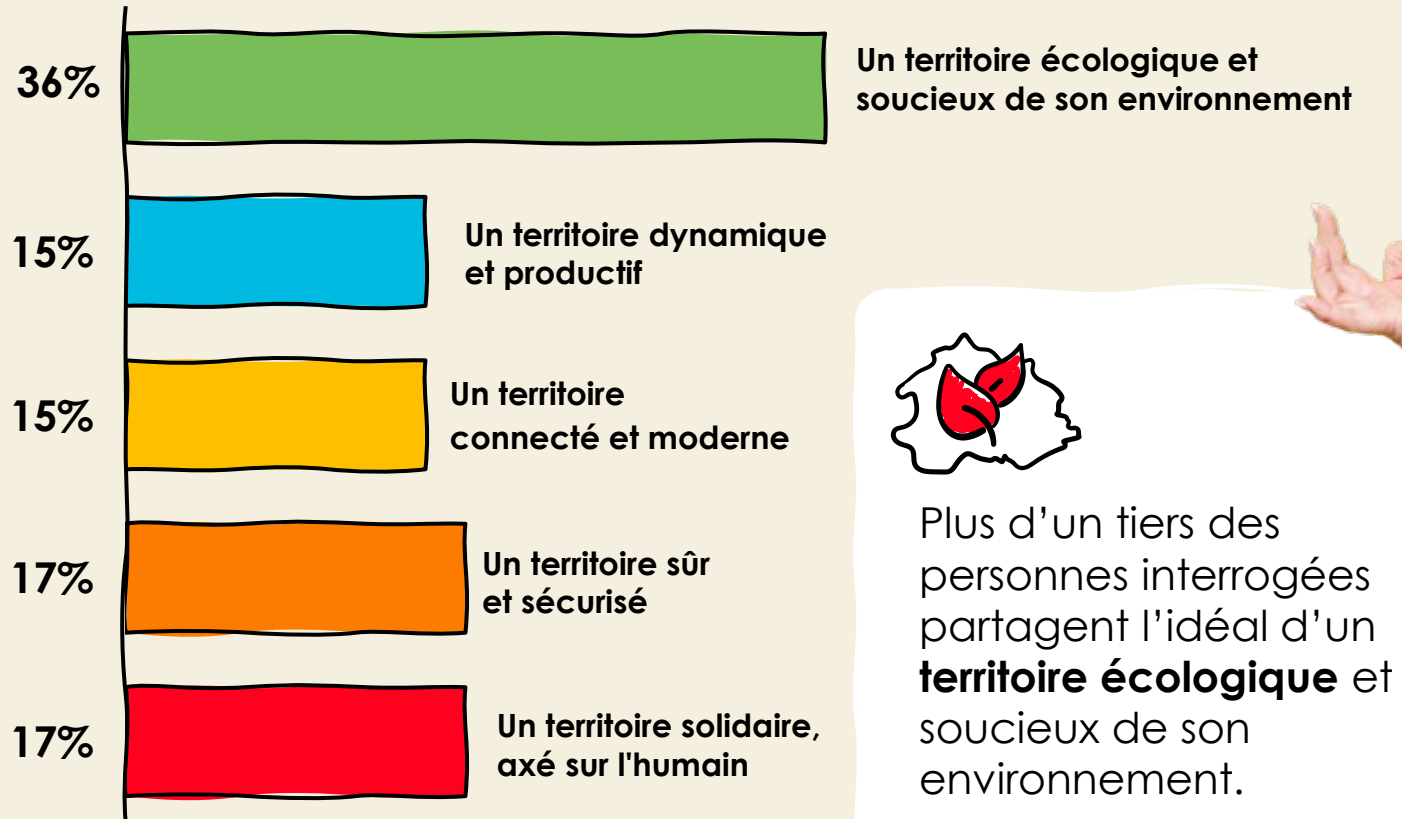 36%
Un territoire écologique et
soucieux de son environnement
15%
Un territoire dynamique
et productif
15%
Un territoire
connecté et moderne
17%
Un territoire sûr
et sécurisé
17%
Un territoire solidaire,
axé sur l'humain
Plus d’un tiers des
personnes interrogées
partagent l’idéal d’un
territoire écologique et
soucieux de son
environnement.